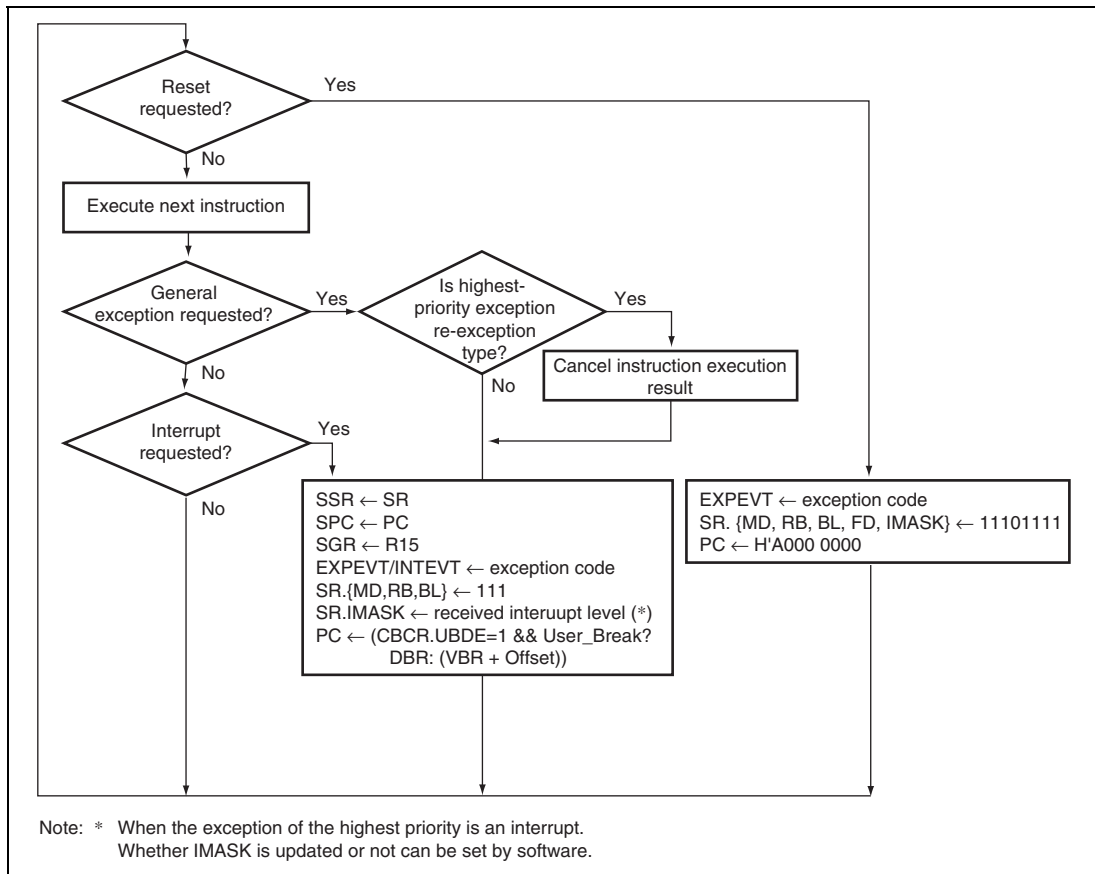 Reset
requested?
Yes
No
Execute next instruction
General
exception requested?
Yes
No
Is highest-
priority exception
re-exception
type?
Yes
No
Cancel instruction execution
result
Interrupt
requested?
Yes
No
SSR ← SR
SPC ← PC
SGR ← R15
EXPEVT/INTEVT ← exception code
SR.{MD,RB,BL} ← 111
SR.IMASK ← received interuupt level (*)
PC ← (CBCR.UBDE=1 && User_Break?
DBR: (VBR + Offset))
EXPEVT ← exception code
SR. {MD, RB, BL, FD, IMASK} ← 11101111
PC ← H'A000 0000
Note: * When the exception of the highest priority is an interrupt.
Whether IMASK is updated or not can be set by software.